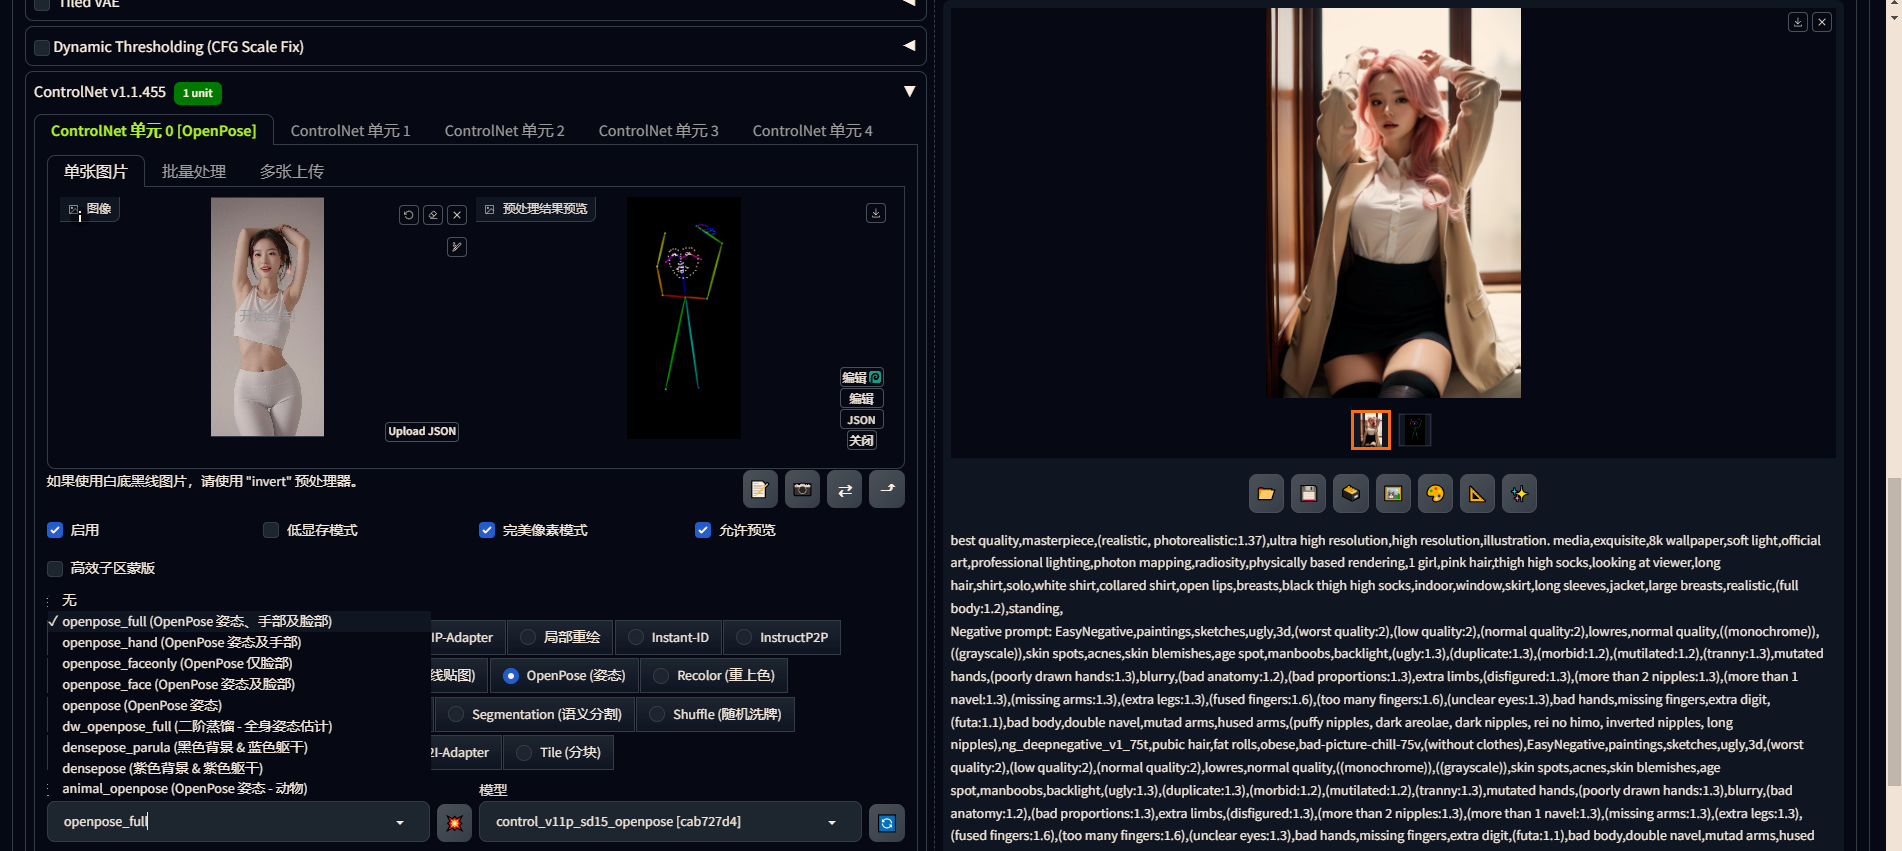 Tiled VAE
Dynamic Thresholding (CFG Scale Fix)
ControlNet v1.1.455 1 unit
ControlNet 单元 0 [OpenPose] ControlNet 单元 1 ControlNet 单元 2 ControlNet 单元 3 ControlNet 单元 4
单张图片 批量处理 多张上传
图像
预处理结果预览
编辑
编辑
JSON
关闭
Upload JSON
如果使用白底黑线图片，请使用 "invert" 预处理器。
启用 低显存模式 完美像素模式 允许预览
高效子区蒙版
无
openpose_full (OpenPose 姿态、手部及脸部)
openpose_hand (OpenPose 姿态及手部)
openpose_faceonly (OpenPose 仅脸部)
openpose_face (OpenPose 姿态及脸部)
openpose (OpenPose 姿态)
dw_openpose_full (二阶蒸馏 - 全身姿态估计)
densepose_parula (黑色背景 & 蓝色躯干)
densepose (紫色背景 & 紫色躯干)
animal_openpose (OpenPose 姿态 - 动物)
IP-Adapter 局部重绘 Instant-ID InstructP2P
线贴图) OpenPose (姿态) Recolor (重上色)
Segmentation (语义分割) Shuffle (随机洗牌)
2I-Adapter Tile (分块)
模型
openpose_full
control_v11p_sd15_openpose [cab727d4]
best quality,masterpiece,(realistic, photorealistic:1.37),ultra high resolution,high resolution,illustration. media,exquisite,8k wallpaper,soft light,official
art,professional lighting,photon mapping,radiosity,physically based rendering,1 girl,pink hair,thigh high socks,looking at viewer,long
hair,shirt,solo,white shirt,collared shirt,open lips,breasts,black thigh high socks,indoor,window,skirt,long sleeves,jacket,large breasts,realistic,(full
body:1.2),standing,
Negative prompt: EasyNegative,paintings,sketches,ugly,3d,(worst quality:2),(low quality:2),(normal quality:2),lowres,normal quality,((monochrome)),
((grayscale)),skin spots,acnes,skin blemishes,age spot,manboobs,backlight,(ugly:1.3),(duplicate:1.3),(morbid:1.2),(mutilated:1.2),(tranny:1.3),mutated
hands,(poorly drawn hands:1.3),blurry,(bad anatomy:1.2),(bad proportions:1.3),extra limbs,(disfigured:1.3),(more than 2 nipples:1.3),(more than 1
navel:1.3),(missing arms:1.3),(extra legs:1.3),(fused fingers:1.6),(too many fingers:1.6),(unclear eyes:1.3),bad hands,missing fingers,extra digit,
(futa:1.1),bad body,double navel,mutad arms,hused arms,(puffy nipples, dark areolae, dark nipples, rei no himo, inverted nipples, long
nipples),ng_deepnegative_v1_75t,pubic hair,fat rolls,obese,bad-picture-chill-75v,(without clothes),EasyNegative,paintings,sketches,ugly,3d,(worst
quality:2),(low quality:2),(normal quality:2),lowres,normal quality,((monochrome)),((grayscale)),skin spots,acnes,skin blemishes,age
spot,manboobs,backlight,(ugly:1.3),(duplicate:1.3),(morbid:1.2),(mutilated:1.2),(tranny:1.3),mutated hands,(poorly drawn hands:1.3),blurry,(bad
anatomy:1.2),(bad proportions:1.3),extra limbs,(disfigured:1.3),(more than 2 nipples:1.3),(more than 1 navel:1.3),(missing arms:1.3),(extra legs:1.3),
(fused fingers:1.6),(too many fingers:1.6),(unclear eyes:1.3),bad hands,missing fingers,extra digit,(futa:1.1),bad body,double navel,mutad arms,hused